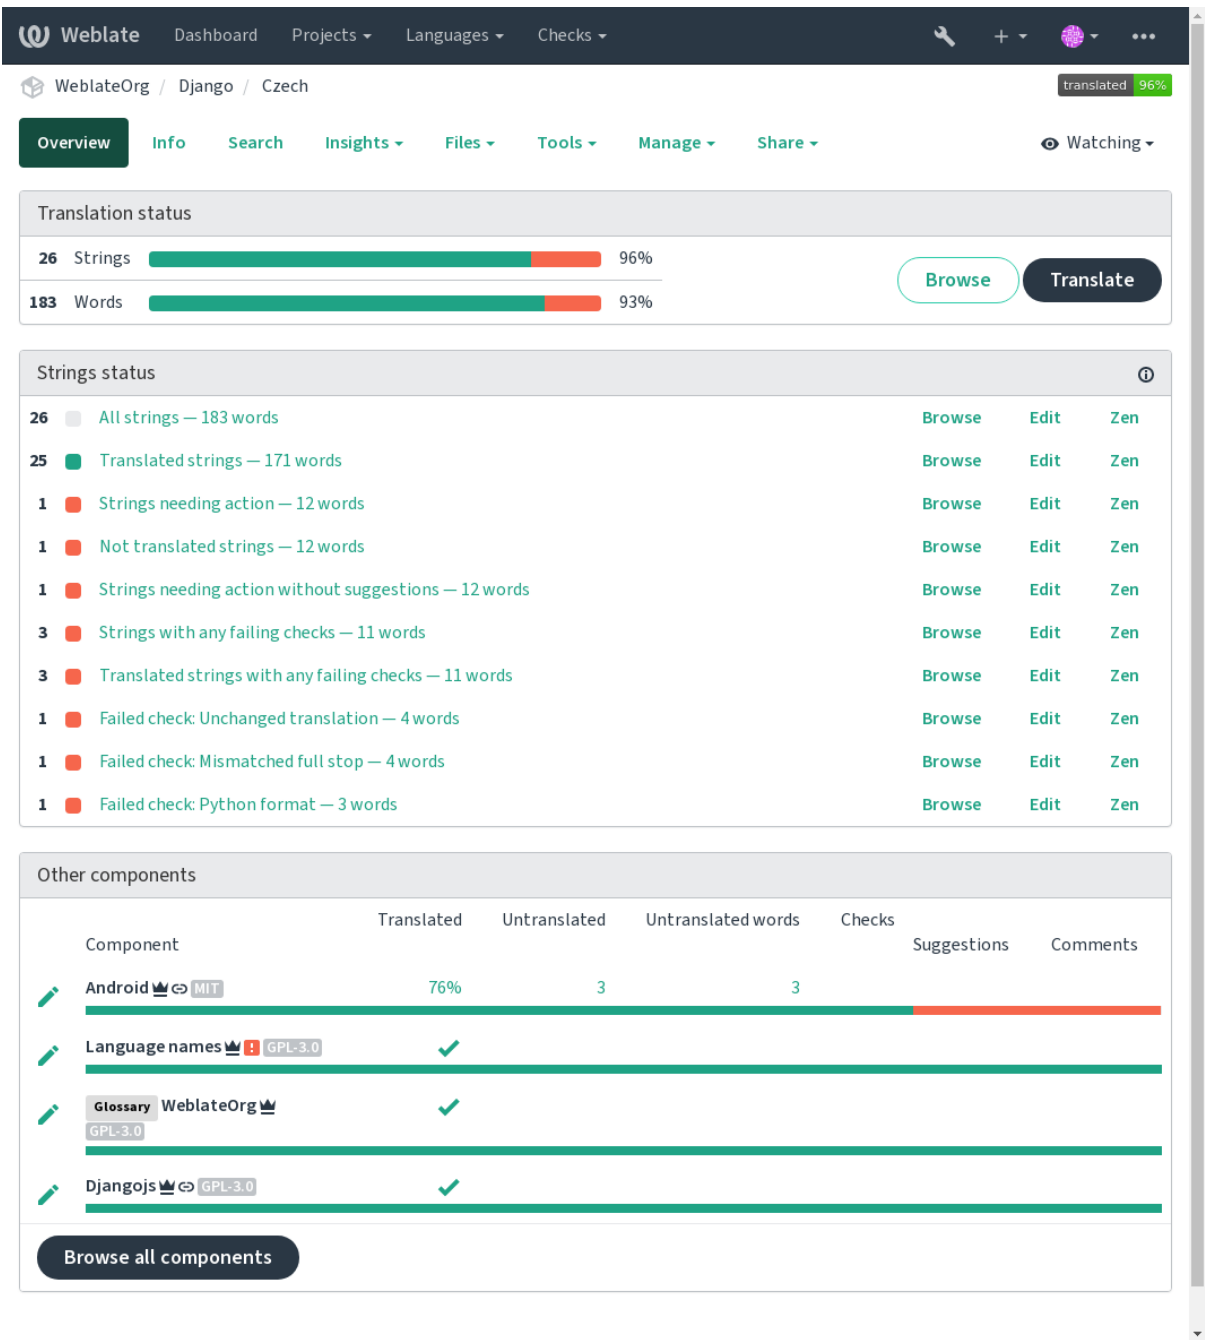 Weblate Dashboard Projects Languages Checks
WeblateOrg / Django / Czech translated 96%
Overview Info Search Insights Files Tools Manage Share Watching
Translation status
26 Strings 96%
183 Words 93%
Browse Translate
Strings status
26 All strings — 183 words Browse Edit Zen
25 Translated strings — 171 words Browse Edit Zen
1 Strings needing action — 12 words Browse Edit Zen
1 Not translated strings — 12 words Browse Edit Zen
1 Strings needing action without suggestions — 12 words Browse Edit Zen
3 Strings with any failing checks — 11 words Browse Edit Zen
3 Translated strings with any failing checks — 11 words Browse Edit Zen
1 Failed check: Unchanged translation — 4 words Browse Edit Zen
1 Failed check: Mismatched full stop — 4 words Browse Edit Zen
1 Failed check: Python format — 3 words Browse Edit Zen
Other components
Translated Untranslated Untranslated words Checks
Component Suggestions Comments
Android MIT 76% 3 3
Language names GPL-3.0
Glossary WeblateOrg
GPL-3.0
Djangojs GPL-3.0
Browse all components